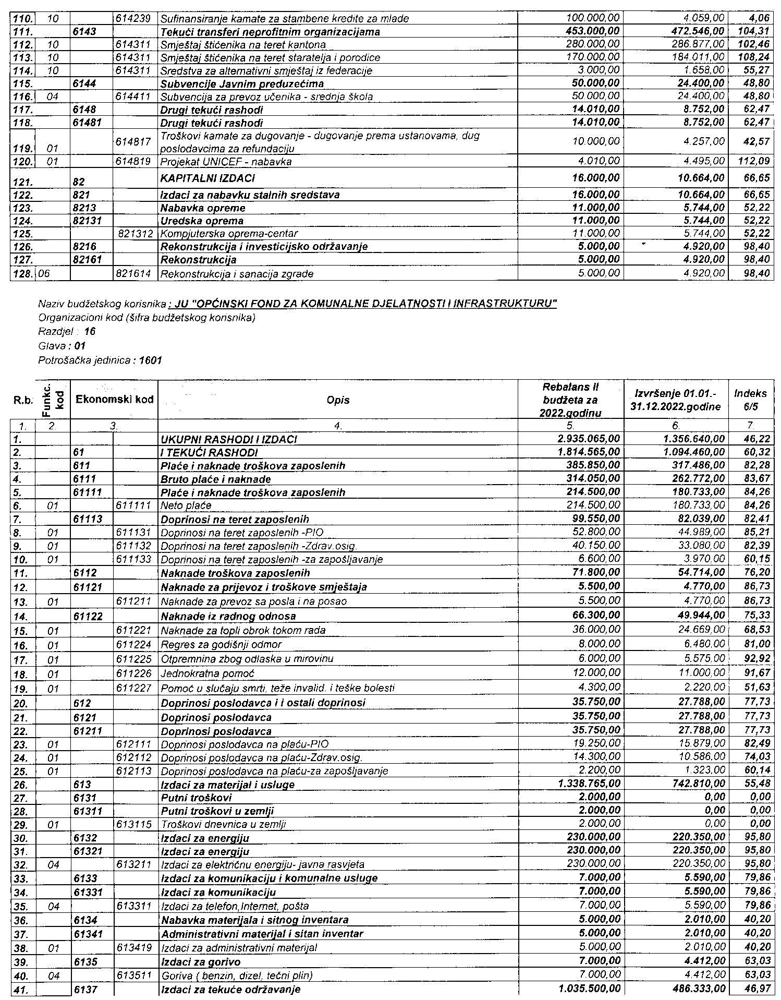 110. 10 614239 Sufinansiranje kamate za stambene kredite za mlade 100.000,00 4.059,00 4,06
111. 6143 Tekući transferi neprofitnim organizacijama 453.000,00 472.546,00 104,31
112. 10 614311 Smještaj štićenika na teret kantona 280.000,00 286.877,00 102,46
113. 10 614311 Smještaj štićenika na teret staratelja i porodice 170.000,00 184.011,00 108,24
114. 10 614311 Sredstva za alternativni smještaj iz federacije 3.000,00 1.658,00 55,27
115. 6144 Subvencije Javnim preduzećima 50.000,00 24.400,00 48,80
116. 04 614411 Subvencija za prevoz učenika - srednja škola 50.000,00 24.400,00 48,80
117. 6148 Drugi tekući rashodi 14.010,00 8.752,00 62,47
118. 61481 Drugi tekući rashodi 14.010,00 8.752,00 62,47
119. 01 614817 Troškovi kamate za dugovanje - dugovanje prema ustanovama, dug
poslodavcima za refundaciju 10.000,00 4.257,00 42,57
120. 01 614819 Projekat UNICEF - nabavka 4.010,00 4.495,00 112,09
121. 82 KAPITALNI IZDACI 16.000,00 10.664,00 66,65
122. 821 Izdaci za nabavku stalnih sredstava 16.000,00 10.664,00 66,65
123. 8213 Nabavka opreme 11.000,00 5.744,00 52,22
124. 82131 Uredska oprema 11.000,00 5.744,00 52,22
125. 821312 Kompjuterska oprema-centar 11.000,00 5.744,00 52,22
126. 8216 Rekonstrukcija i investicijsko održavanje 5.000,00 4.920,00 98,40
127. 82161 Rekonstrukcija 5.000,00 4.920,00 98,40
128. 06 821614 Rekonstrukcija i sanacija zgrade 5.000,00 4.920,00 98,40
Naziv budžetskog korisnika : JU "OPĆINSKI FOND ZA KOMUNALNE DJELATNOSTI I INFRASTRUKTURU"
Organizacioni kod (šifra budžetskog korisnika)
Razdjel : 16
Glava : 01
Potrošačka jedinica : 1601
R.b. Funkc. kod Ekonomski kod Opis Rebalans II budžeta za 2022.godinu Izvršenje 01.01.-31.12.2022.godine Indeks 6/5
1. 2. 3. 4. 5. 6. 7.
1. UKUPNI RASHODI I IZDACI 2.935.065,00 1.356.640,00 46,22
2. 61 I TEKUĆI RASHODI 1.814.565,00 1.094.460,00 60,32
3. 611 Plaće i naknade troškova zaposlenih 385.850,00 317.486,00 82,28
4. 6111 Bruto plaće i naknade 314.050,00 262.772,00 83,67
5. 61111 Plaće i naknade troškova zaposlenih 214.500,00 180.733,00 84,26
6. 01 611111 Neto plaće 214.500,00 180.733,00 84,26
7. 61113 Doprinosi na teret zaposlenih 99.550,00 82.039,00 82,41
8. 01 611131 Doprinosi na teret zaposlenih -PIO 52.800,00 44.989,00 85,21
9. 01 611132 Doprinosi na teret zaposlenih -Zdrav.osig. 40.150,00 33.080,00 82,39
10. 01 611133 Doprinosi na teret zaposlenih -za zapošljavanje 6.600,00 3.970,00 60,15
11. 6112 Naknade troškova zaposlenih 71.800,00 54.714,00 76,20
12. 61121 Naknade za prijevoz i troškove smještaja 5.500,00 4.770,00 86,73
13. 01 611211 Naknade za prevoz sa posla i na posao 5.500,00 4.770,00 86,73
14. 61122 Naknade iz radnog odnosa 66.300,00 49.944,00 75,33
15. 01 611221 Naknade za topli obrok tokom rada 36.000,00 24.669,00 68,53
16. 01 611224 Regres za godišnji odmor 8.000,00 6.480,00 81,00
17. 01 611225 Otpremnina zbog odlaska u mirovinu 6.000,00 5.575,00 92,92
18. 01 611226 Jednokratna pomoć 12.000,00 11.000,00 91,67
19. 01 611227 Pomoć u slučaju smrti, teže invalid. i teške bolesti 4.300,00 2.220,00 51,63
20. 612 Doprinosi poslodavca i i ostali doprinosi 35.750,00 27.788,00 77,73
21. 6121 Doprinosi poslodavca 35.750,00 27.788,00 77,73
22. 61211 Doprinosi poslodavca 35.750,00 27.788,00 77,73
23. 01 612111 Doprinosi poslodavca na plaću-PIO 19.250,00 15.879,00 82,49
24. 01 612112 Doprinosi poslodavca na plaću-Zdrav.osig. 14.300,00 10.586,00 74,03
25. 01 612113 Doprinosi poslodavca na plaću-za zapošljavanje 2.200,00 1.323,00 60,14
26. 613 Izdaci za materijal i usluge 1.338.765,00 742.810,00 55,48
27. 6131 Putni troškovi 2.000,00 0,00 0,00
28. 61311 Putni troškovi u zemlji 2.000,00 0,00 0,00
29. 01 613115 Troškovi dnevnica u zemlji 2.000,00 0,00 0,00
30. 6132 Izdaci za energiju 230.000,00 220.350,00 95,80
31. 61321 Izdaci za energiju 230.000,00 220.350,00 95,80
32. 04 613211 Izdaci za električnu energiju- javna rasvjeta 230.000,00 220.350,00 95,80
33. 6133 Izdaci za komunikaciju i komunalne usluge 7.000,00 5.590,00 79,86
34. 61331 Izdaci za komunikaciju 7.000,00 5.590,00 79,86
35. 04 613311 Izdaci za telefon,Internet, pošta 7.000,00 5.590,00 79,86
36. 6134 Nabavka materijala i sitnog inventara 5.000,00 2.010,00 40,20
37. 61341 Administrativni materijal i sitan inventar 5.000,00 2.010,00 40,20
38. 01 613419 Izdaci za administrativni materijal 5.000,00 2.010,00 40,20
39. 6135 Izdaci za gorivo 7.000,00 4.412,00 63,03
40. 04 613511 Goriva ( benzin, dizel, tečni plin) 7.000,00 4.412,00 63,03
41. 6137 Izdaci za tekuće održavanje 1.035.500,00 486.333,00 46,97